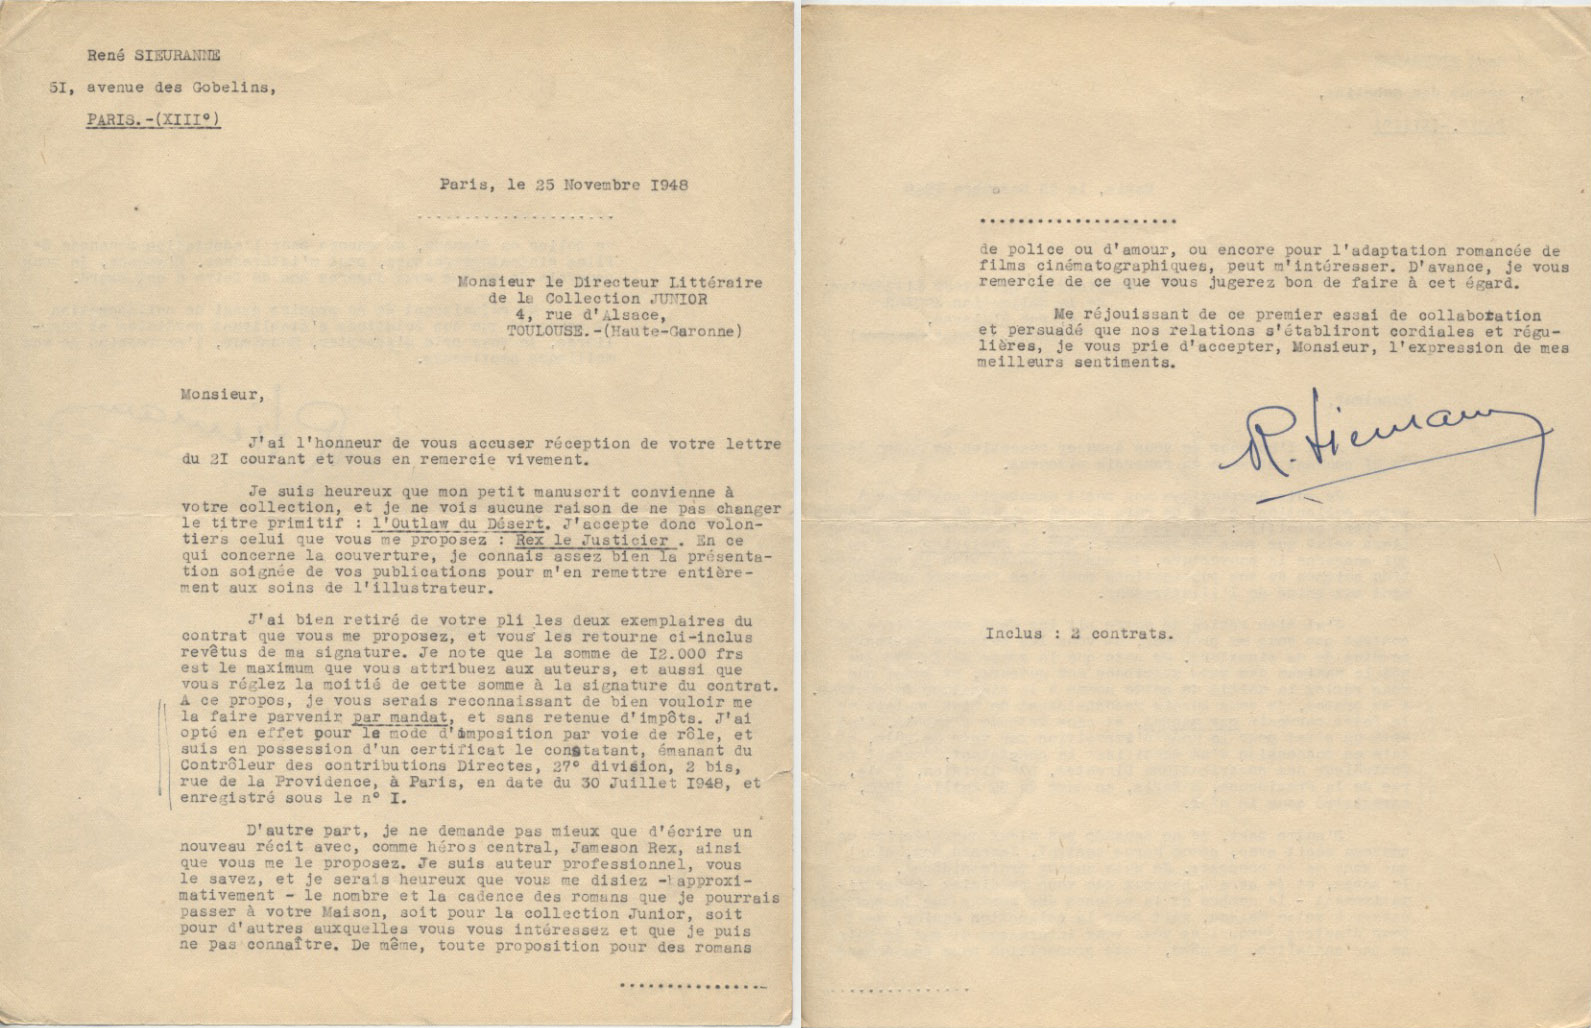 René SIEURANNE
5I, avenue des Gobelins,
PARIS.-(XIII°)
Paris, le 25 Novembre I948
Monsieur le Directeur Littéraire
de la Collection JUNIOR
4, rue d'Alsace,
TOULOUSE.-(Haute-Garonne)
Monsieur,
J'ai l'honneur de vous accuser réception de votre lettre
du 2I courant et vous en remercie vivement.
Je suis heureux que mon petit manuscrit convienne à
votre collection, et je ne vois aucune raison de ne pas changer
le titre primitif : l'Outlaw du Désert. J'accepte donc volon-
tiers celui que vous me proposez : Rex le Justicier . En ce
qui concerne la couverture, je connais assez bien la présenta-
tion soignée de vos publications pour m'en remettre entière-
ment aux soins de l'illustrateur.
J'ai bien retiré de votre pli les deux exemplaires du
contrat que vous me proposez, et vous les retourne ci-inclus
revêtus de ma signature. Je note que la somme de I2.000 frs
est le maximum que vous attribuez aux auteurs, et aussi que
vous réglez la moitié de cette somme à la signature du contrat.
A ce propos, je vous serais reconnaissant de bien vouloir me
la faire parvenir par mandat, et sans retenue d'impôts. J'ai
opté en effet pour le mode d'imposition par voie de rôle, et
suis en possession d'un certificat le constatant, émanant du
Contrôleur des contributions Directes, 27° division, 2 bis,
rue de la Providence, à Paris, en date du 30 Juillet I948, et
enregistré sous le n° I.
D'autre part, je ne demande pas mieux que d'écrire un
nouveau récit avec, comme héros central, Jameson Rex, ainsi
que vous me le proposez. Je suis auteur professionnel, vous
le savez, et je serais heureux que vous me disiez - approxi-
mativement - le nombre et la cadence des romans que je pourrais
passer à votre Maison, soit pour la collection Junior, soit
pour d'autres auxquelles vous vous intéressez et que je puis
ne pas connaître. De même, toute proposition pour des romans
de police ou d'amour, ou encore pour l'adaptation romancée de
films cinématographiques, peut m'intéresser. D'avance, je vous
remercie de ce que vous jugerez bon de faire à cet égard.
Me réjouissant de ce premier essai de collaboration
et persuadé que nos relations s'établiront cordiales et régu-
lières, je vous prie d'accepter, Monsieur, l'expression de mes
meilleurs sentiments.
R. Sieuranne
Inclus : 2 contrats.